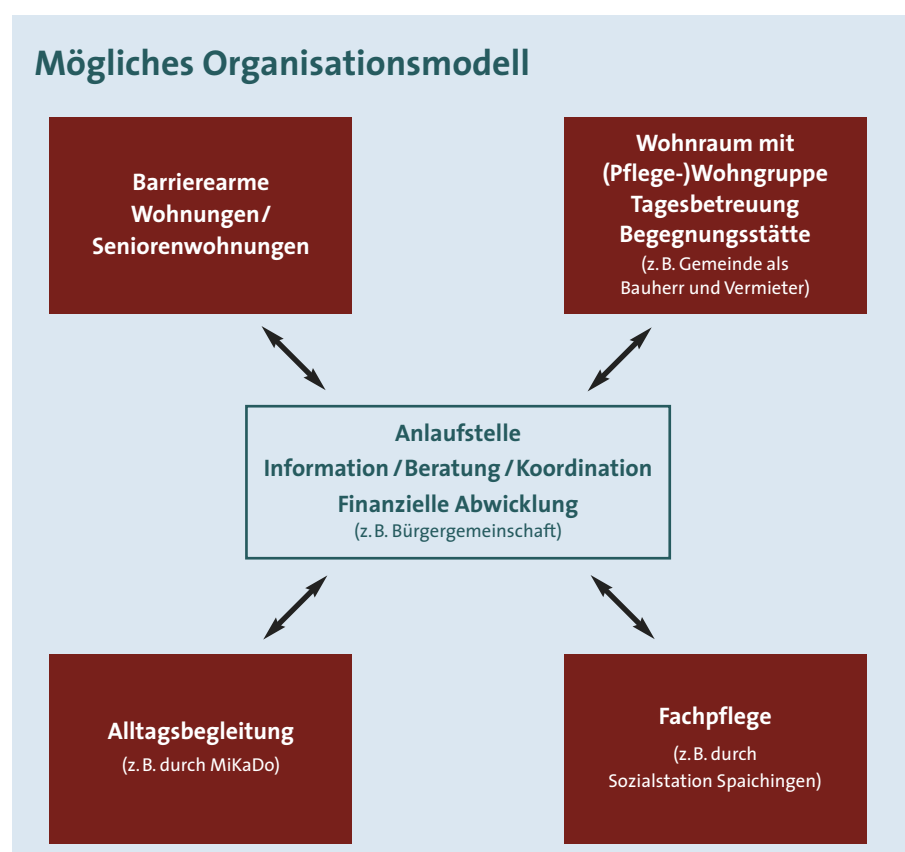 Mögliches Organisationsmodell
Barrierearme
Wohnungen/
Seniorenwohnungen
Wohnraum mit
(Pflege-)Wohngruppe
Tagesbetreuung
Begegnungsstätte
(z. B. Gemeinde als
Bauherr und Vermieter)
Anlaufstelle
Information / Beratung / Koordination
Finanzielle Abwicklung
(z. B. Bürgergemeinschaft)
Alltagsbegleitung
(z. B. durch MiKaDo)
Fachpflege
(z. B. durch
Sozialstation Spaichingen)